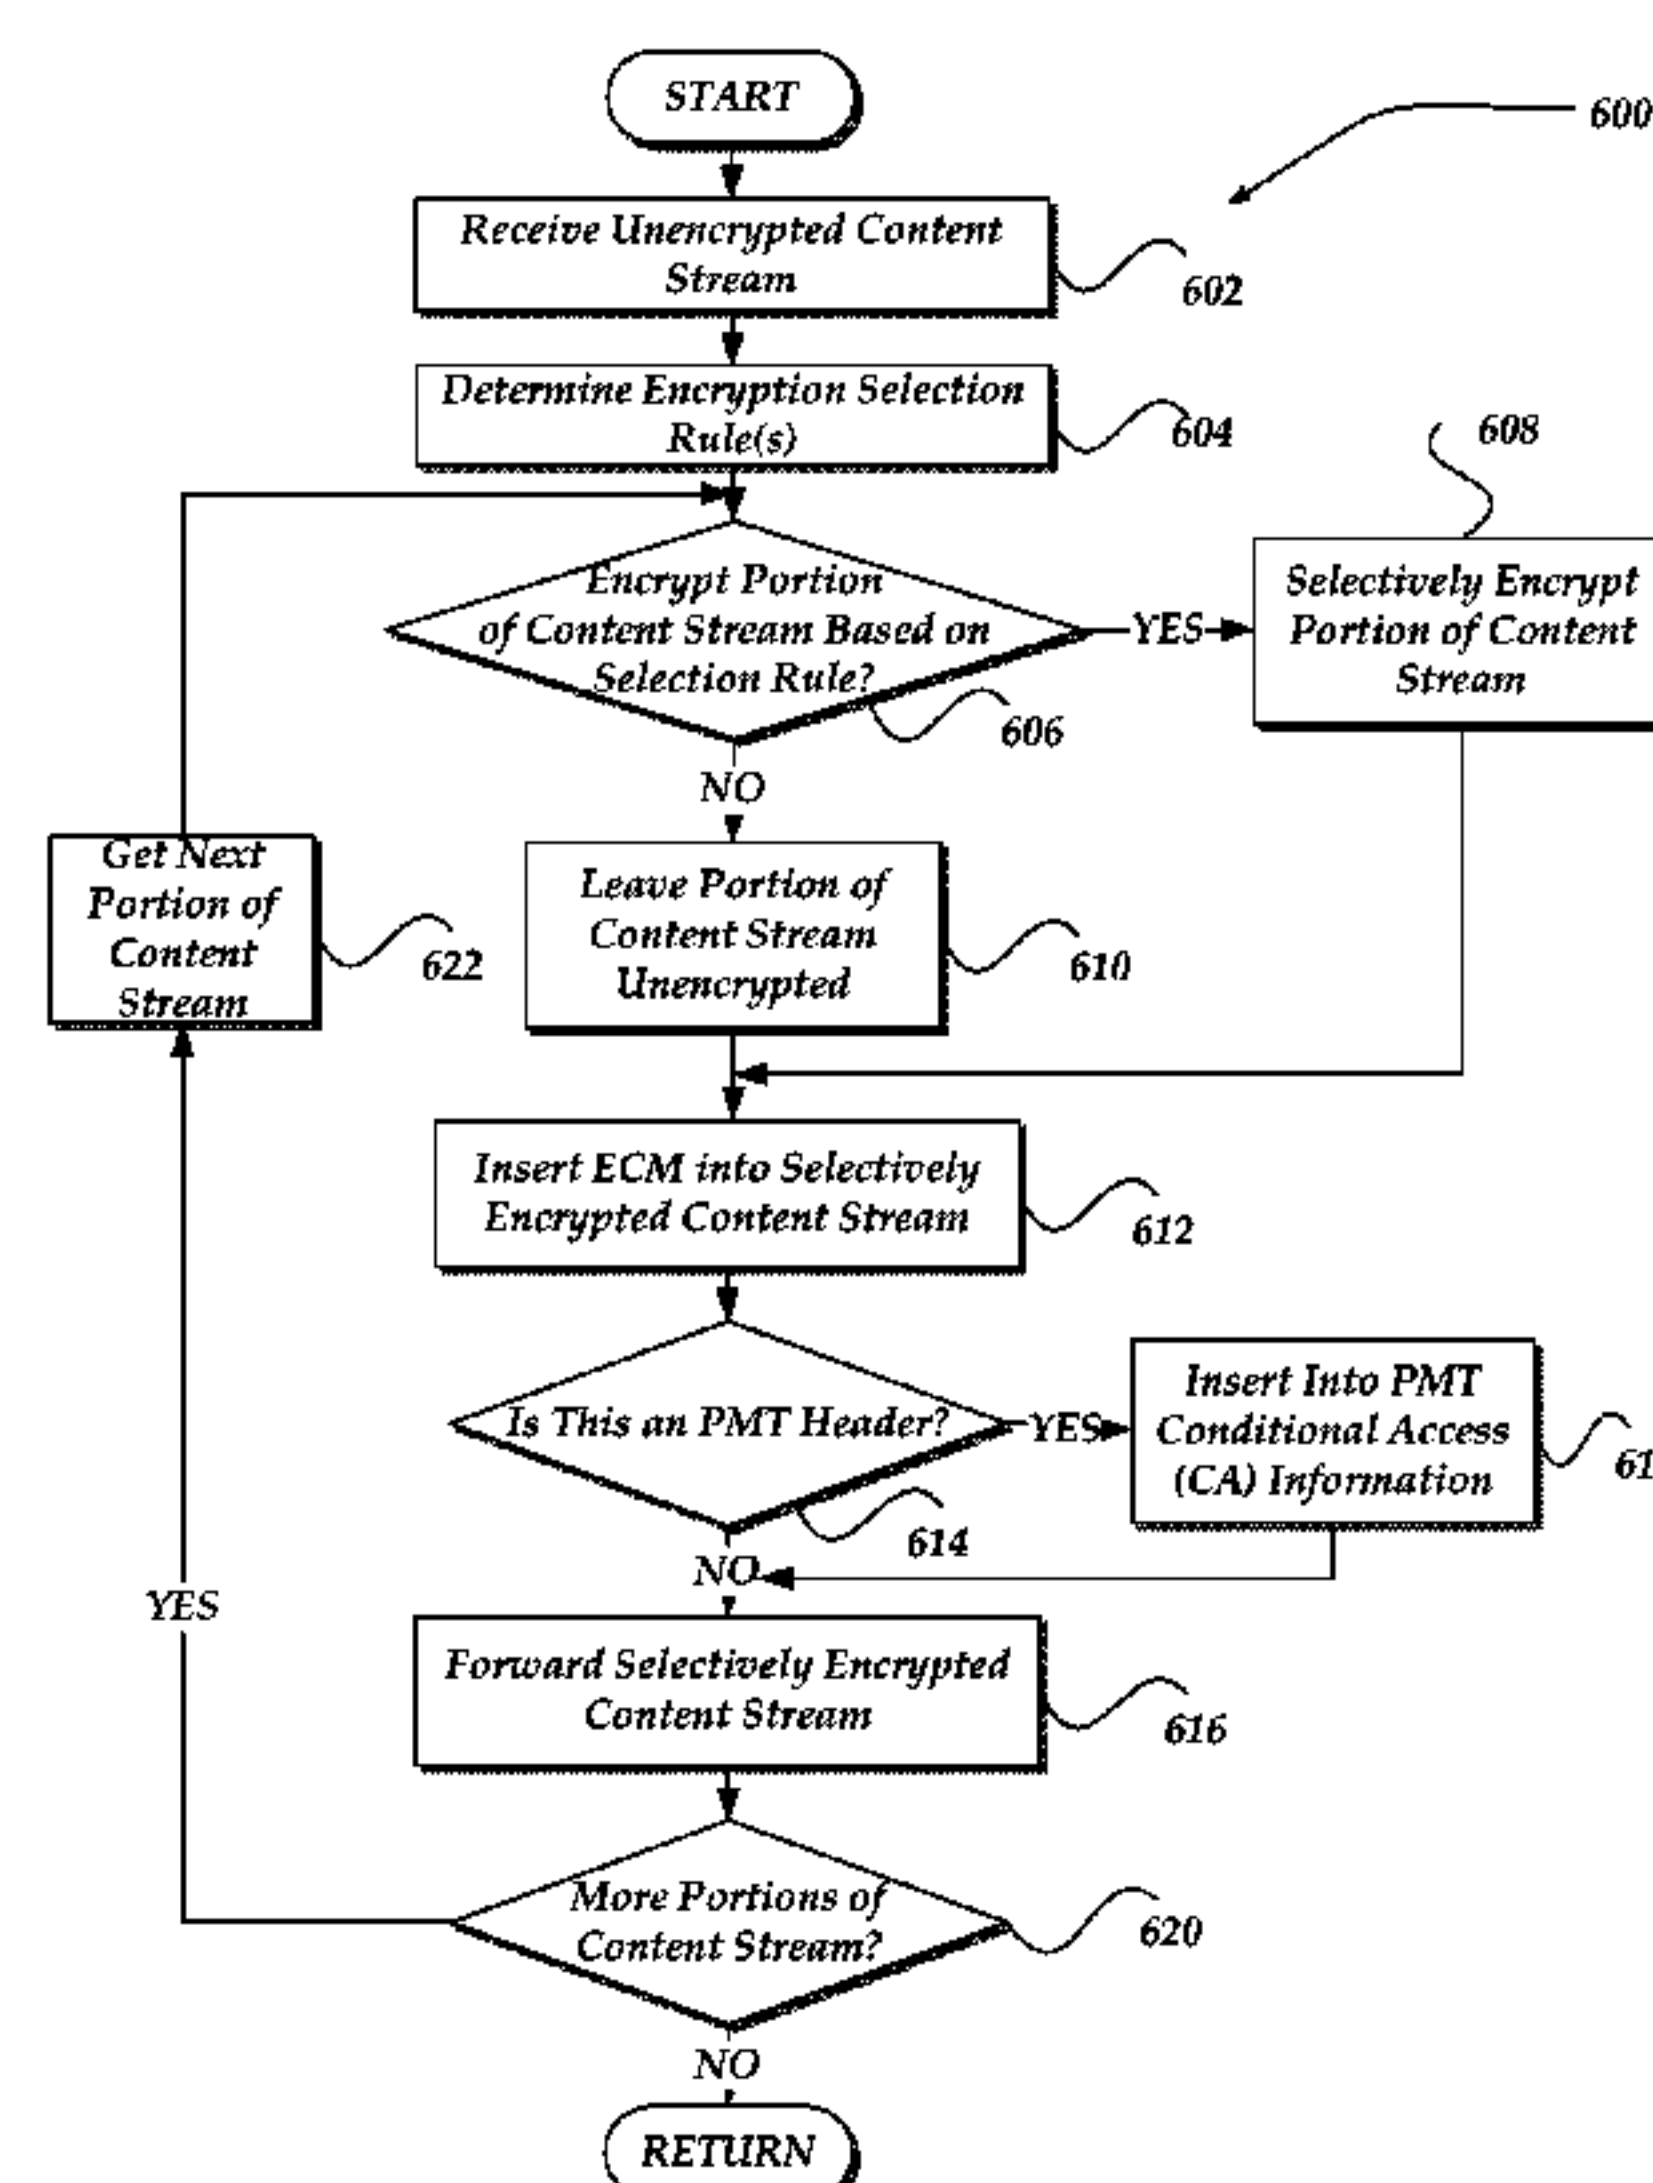 START
600
Receive Unencrypted Content
Stream
602
Determine Encryption Selection
Rule(s)
604
608
Encrypt Portion
of Content Stream Based on
Selection Rule?
YES
Selectively Encrypt
Portion of Content
Stream
606
NO
Get Next
Portion of
Content
Stream
622
Leave Portion of
Content Stream
Unencrypted
610
Insert ECM into Selectively
Encrypted Content Stream
612
Is This an PMT Header?
YES
Insert Into PMT
Conditional Access
(CA) Information
61
614
NO
YES
Forward Selectively Encrypted
Content Stream
616
More Portions of
Content Stream?
620
NO
RETURN